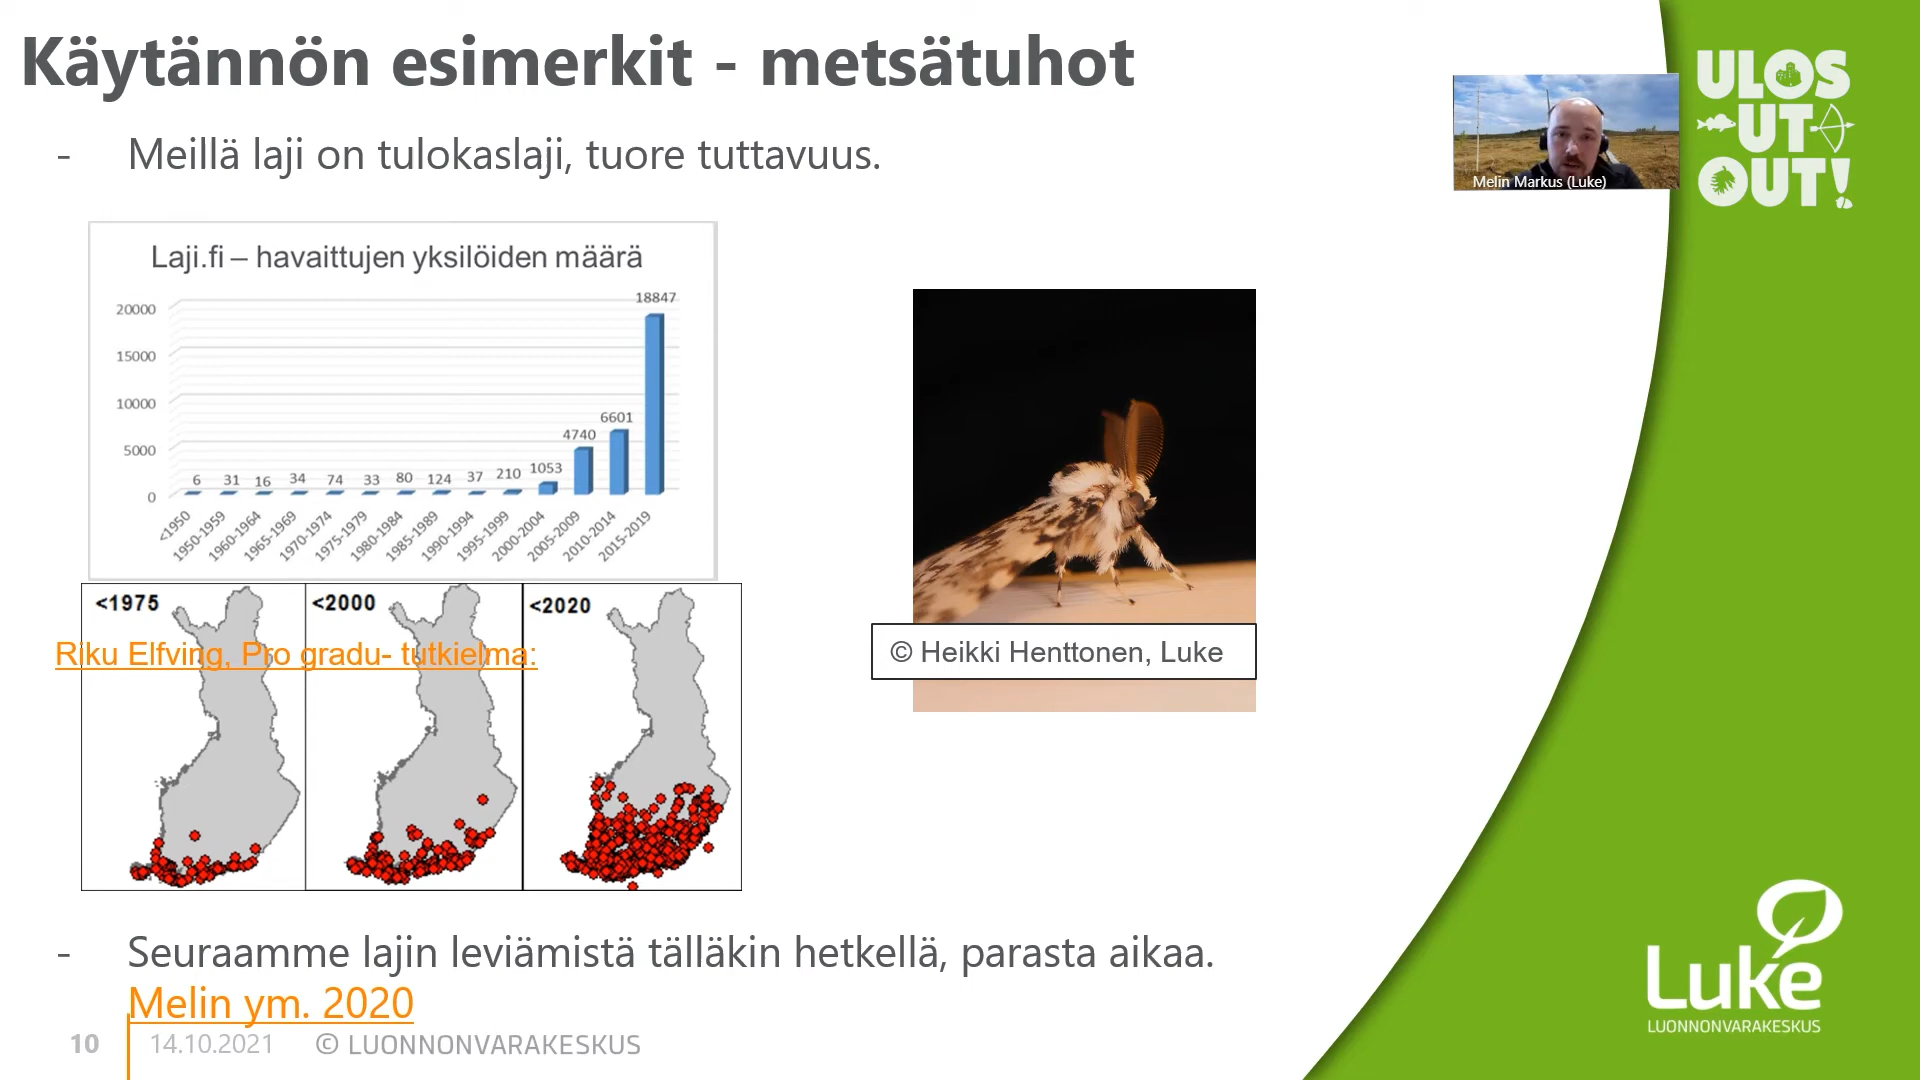 Käytännön esimerkit - metsätuhot
- Meillä laji on tulokaslaji, tuore tuttavuus.
ULOS
UT
OUT!
Melin Markus (Luke)
Laji.fi – havaittujen yksilöiden määrä
20000
15000
10000
5000
0
6 31 16 34 74 33 80 124 37 210 1053 4740 6601 18847
<1950 1950-1959 1960-1964 1965-1969 1970-1974 1975-1979 1980-1984 1985-1989 1990-1994 1995-1999 2000-2004 2005-2009 2010-2014 2015-2019
<1975 <2000 <2020
Riku Elfving, Pro gradu- tutkielma:
© Heikki Henttonen, Luke
- Seuraamme lajin leviämistä tälläkin hetkellä, parasta aikaa.
Melin ym. 2020
10 14.10.2021 © LUONNONVARAKESKUS
Luke
LUONNONVARAKESKUS